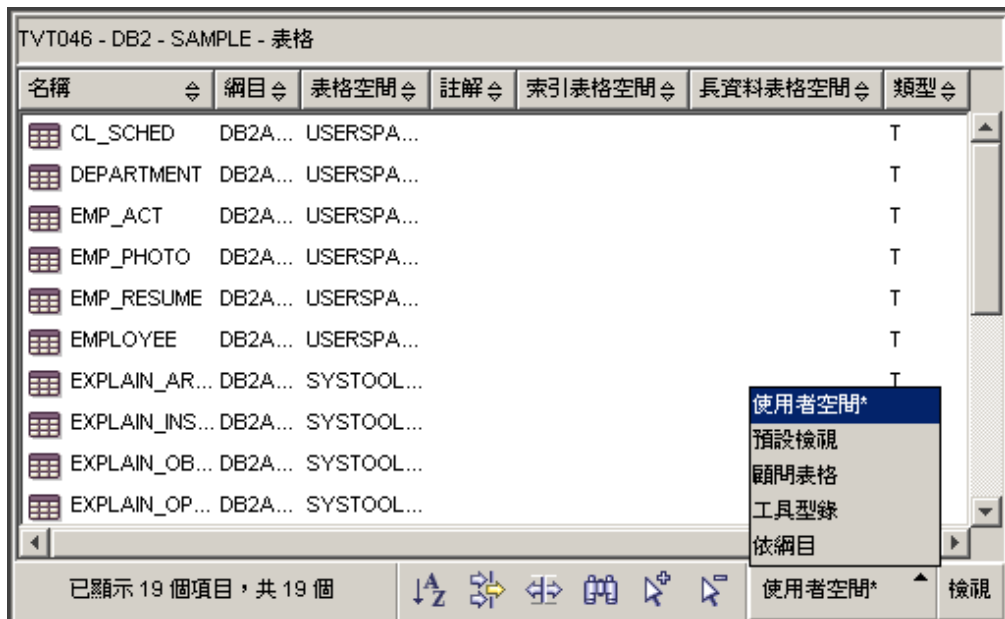 TVT046 - DB2 - SAMPLE - 表格
名稱 綱目 表格空間 註解 索引表格空間 長資料表格空間 類型
CL_SCHED DB2A... USERSPA... T
DEPARTMENT DB2A... USERSPA... T
EMP_ACT DB2A... USERSPA... T
EMP_PHOTO DB2A... USERSPA... T
EMP_RESUME DB2A... USERSPA... T
EMPLOYEE DB2A... USERSPA... T
EXPLAIN_AR... DB2A... SYSTOOL... T
EXPLAIN_INS... DB2A... SYSTOOL...
EXPLAIN_OB... DB2A... SYSTOOL...
EXPLAIN_OP... DB2A... SYSTOOL...
使用者空間*
預設檢視
顧問表格
工具型錄
依綱目
已顯示 19 個項目，共 19 個 使用者空間* 檢視